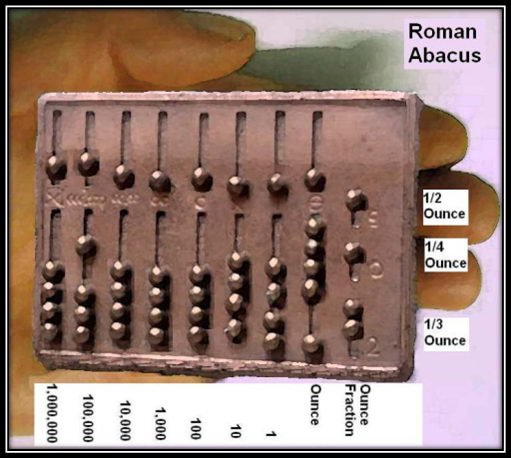 Roman
Abacus
1/2
Ounce
1/4
Ounce
1/3
Ounce
1,000,000
100,000
10,000
1,000
100
10
1
Ounce
Ounce
Fraction